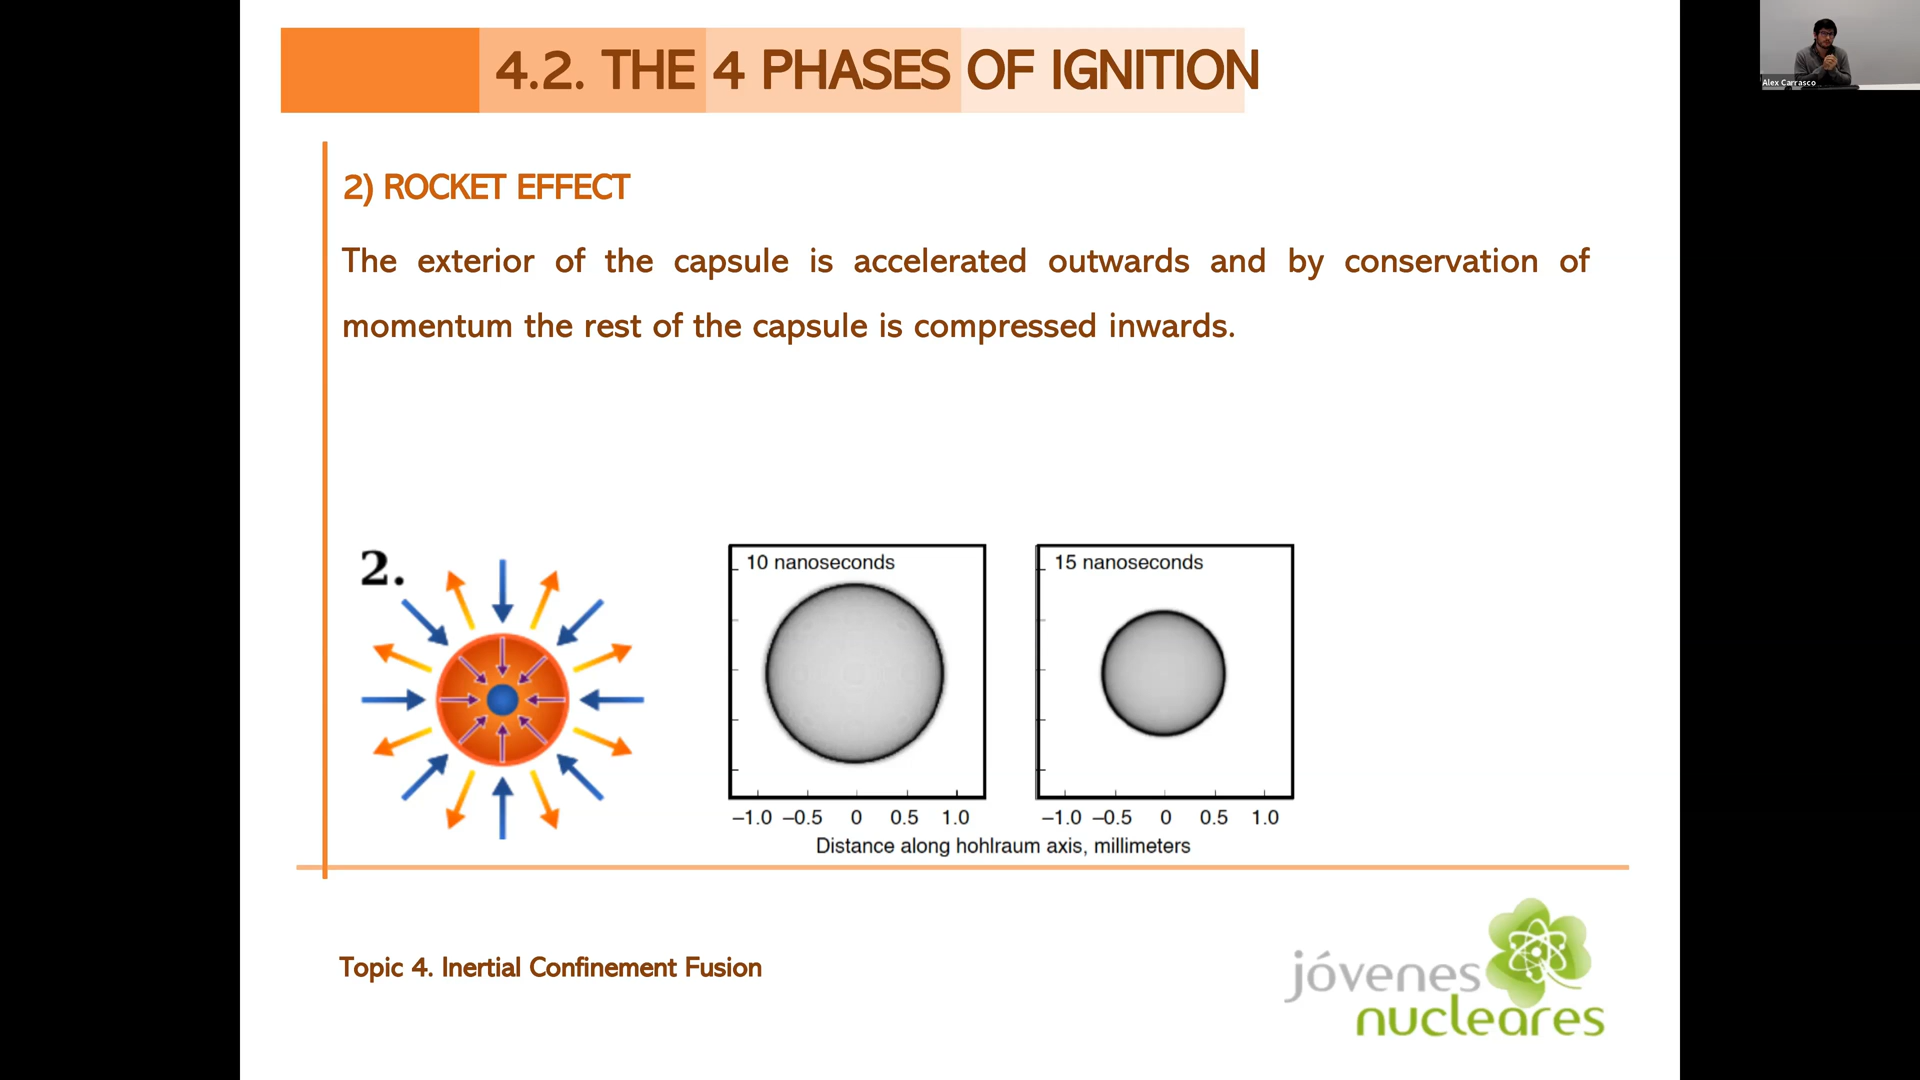 4.2. THE 4 PHASES OF IGNITION
Alex Carrasco
2) ROCKET EFFECT
The exterior of the capsule is accelerated outwards and by conservation of
momentum the rest of the capsule is compressed inwards.
2.
10 nanoseconds
15 nanoseconds
–1.0 –0.5 0 0.5 1.0
–1.0 –0.5 0 0.5 1.0
Distance along hohlraum axis, millimeters
Topic 4. Inertial Confinement Fusion
jóvenes
nucleares